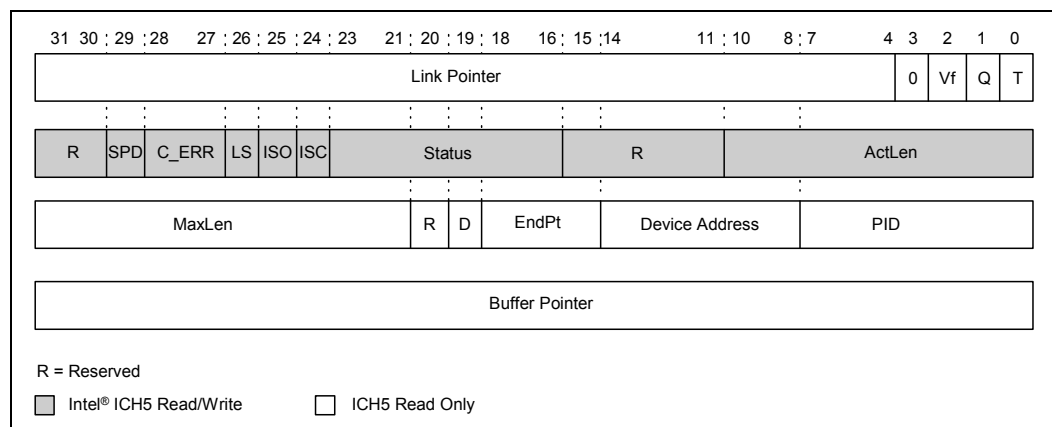 31 30 29 28 27 26 25 24 23 21 20 19 18 16 15 14 11 10 8 7 4 3 2 1 0
Link Pointer 0 Vf Q T
R SPD C_ERR LS ISO ISC Status R ActLen
MaxLen R D EndPt Device Address PID
Buffer Pointer
R = Reserved
Intel® ICH5 Read/Write ICH5 Read Only